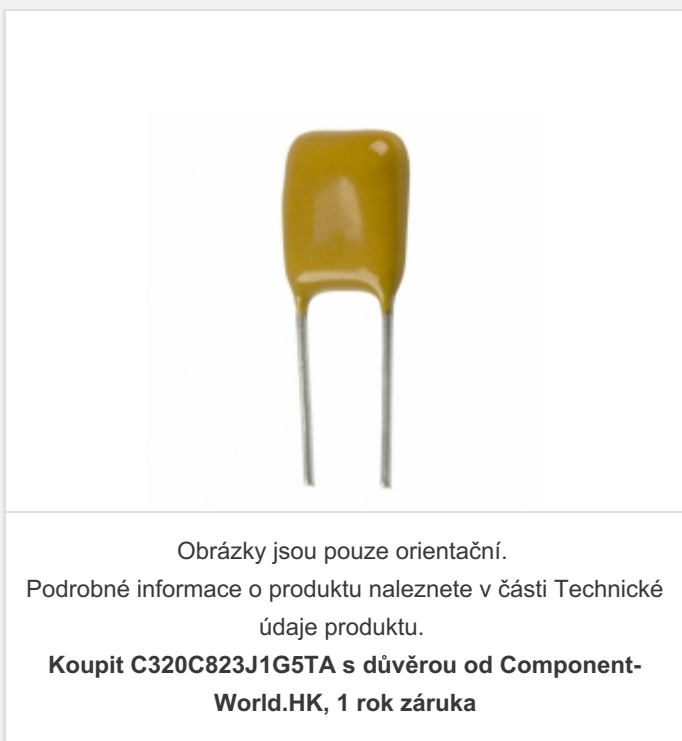 Obrázky jsou pouze orientační.
Podrobné informace o produktu naleznete v části Technické
údaje produktu.
Koupit C320C823J1G5TA s důvěrou od Component-
World.HK, 1 rok záruka